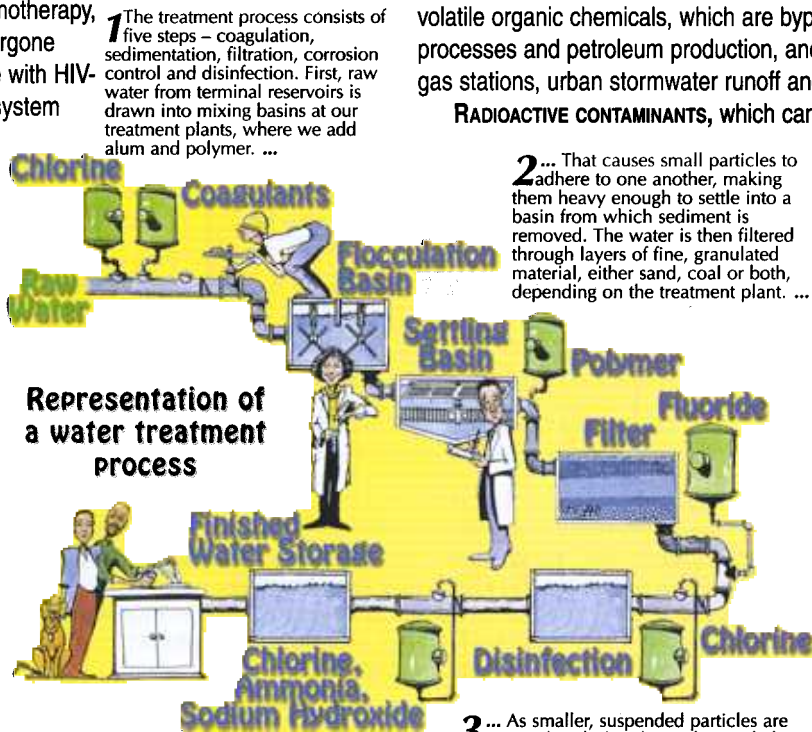 notherapy,
ergone
e with HIV-
system
1 The treatment process consists of
five steps – coagulation,
sedimentation, filtration, corrosion
control and disinfection. First, raw
water from terminal reservoirs is
drawn into mixing basins at our
treatment plants, where we add
alum and polymer. ...
volatile organic chemicals, which are byp
processes and petroleum production, and
gas stations, urban stormwater runoff an
RADIOACTIVE CONTAMINANTS, which can
2 ... That causes small particles to
adhere to one another, making
them heavy enough to settle into a
basin from which sediment is
removed. The water is then filtered
through layers of fine, granulated
material, either sand, coal or both,
depending on the treatment plant. ...
Chlorine
Coagulants
Raw
Water
Flocculation
Basin
Settling
Basin
Polymer
Fluoride
Filter
Representation of
a water treatment
process
Finished
Water Storage
Chlorine,
Ammonia,
Sodium Hydroxide
Disinfection
Chlorine
3 ... As smaller, suspended particles are